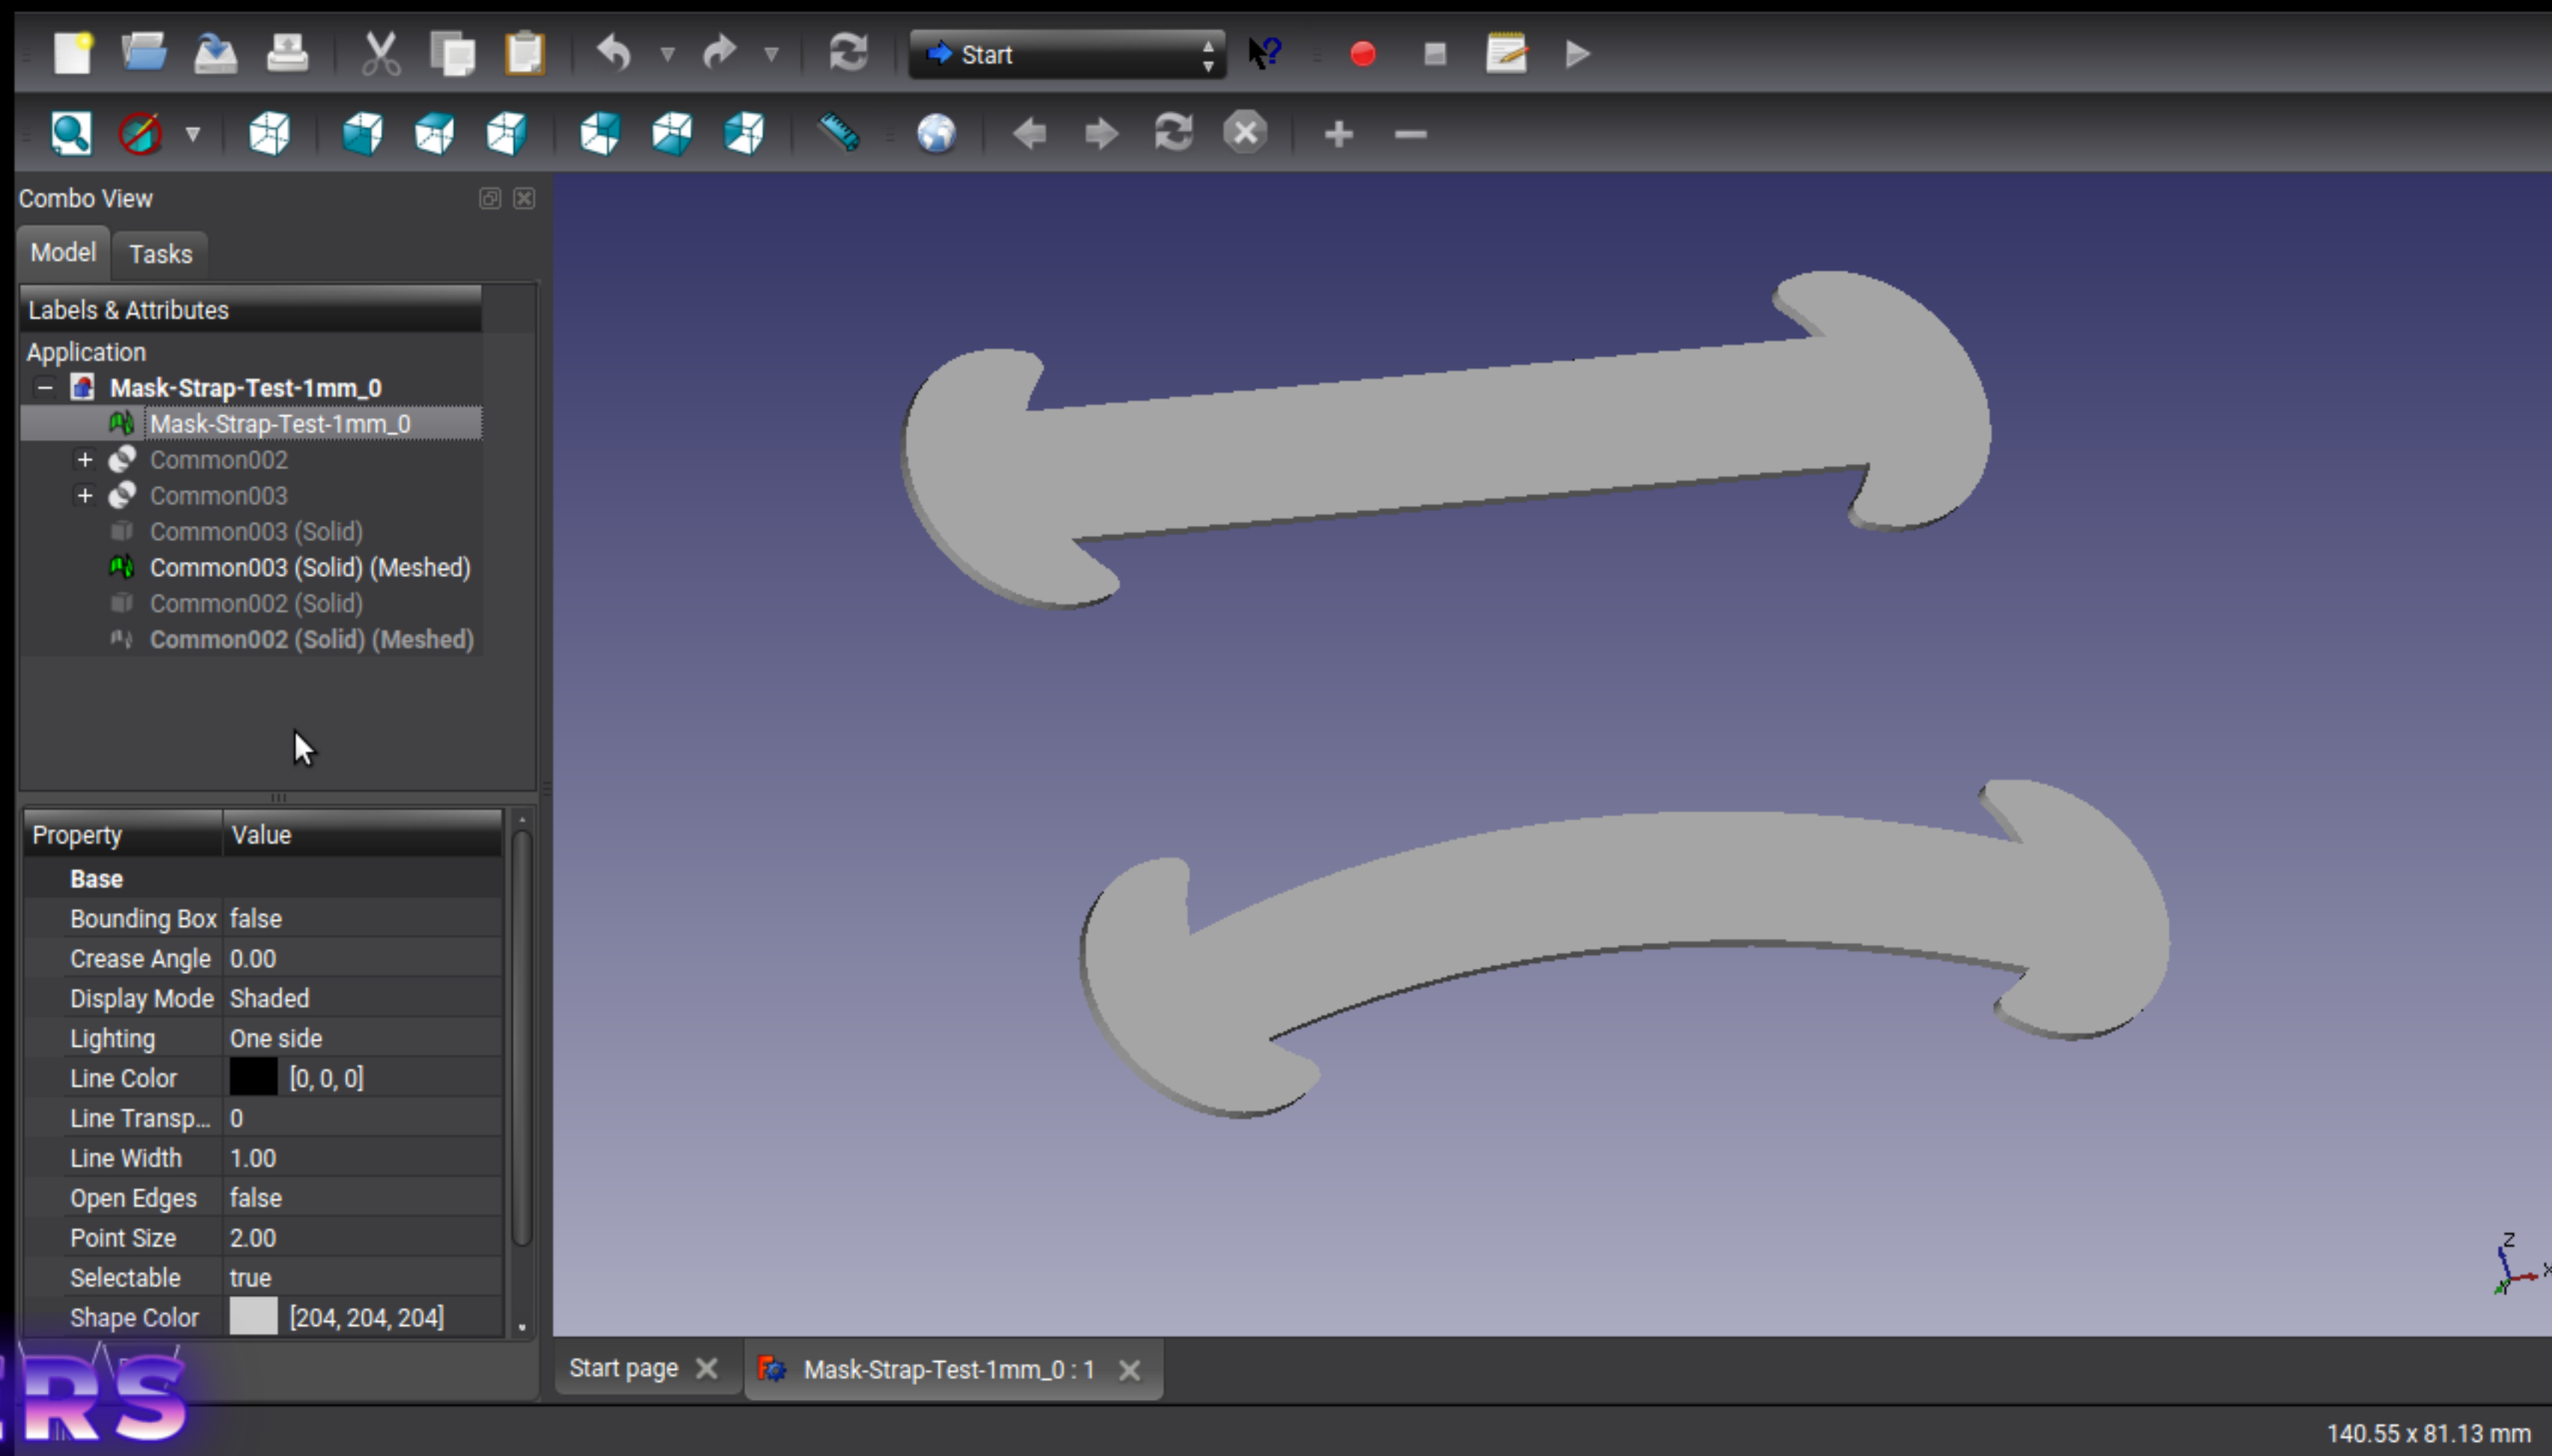 Start
Combo View
Model Tasks
Labels & Attributes
Application
Mask-Strap-Test-1mm_0
Mask-Strap-Test-1mm_0
Common002
Common003
Common003 (Solid)
Common003 (Solid) (Meshed)
Common002 (Solid)
Common002 (Solid) (Meshed)
Property Value
Base
Bounding Box false
Crease Angle 0.00
Display Mode Shaded
Lighting One side
Line Color [0, 0, 0]
Line Transp... 0
Line Width 1.00
Open Edges false
Point Size 2.00
Selectable true
Shape Color [204, 204, 204]
Z
X
Y
Start page Mask-Strap-Test-1mm_0 : 1
ERS
140.55 x 81.13 mm